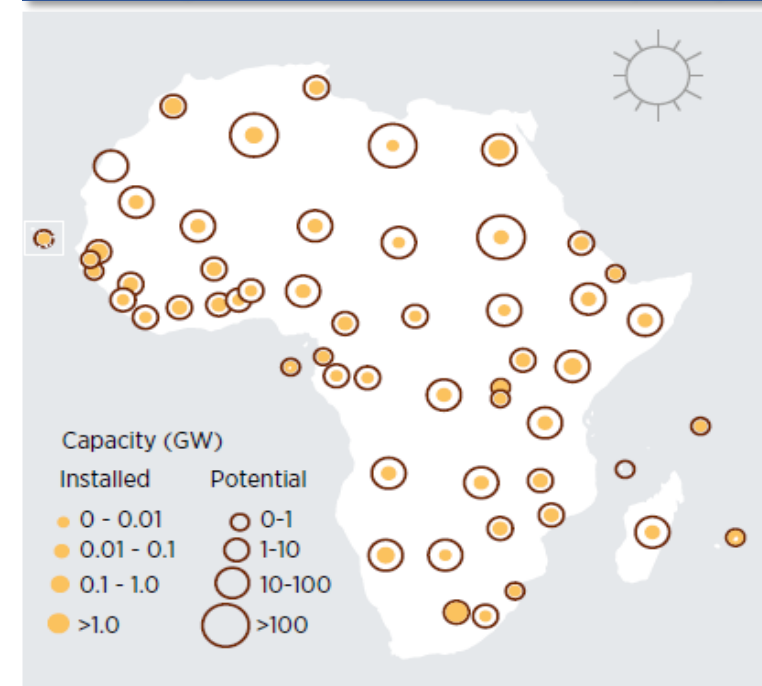 Capacity (GW)
Installed Potential
0 - 0.01 0-1
0.01 - 0.1 1-10
0.1 - 1.0 10-100
>1.0 >100